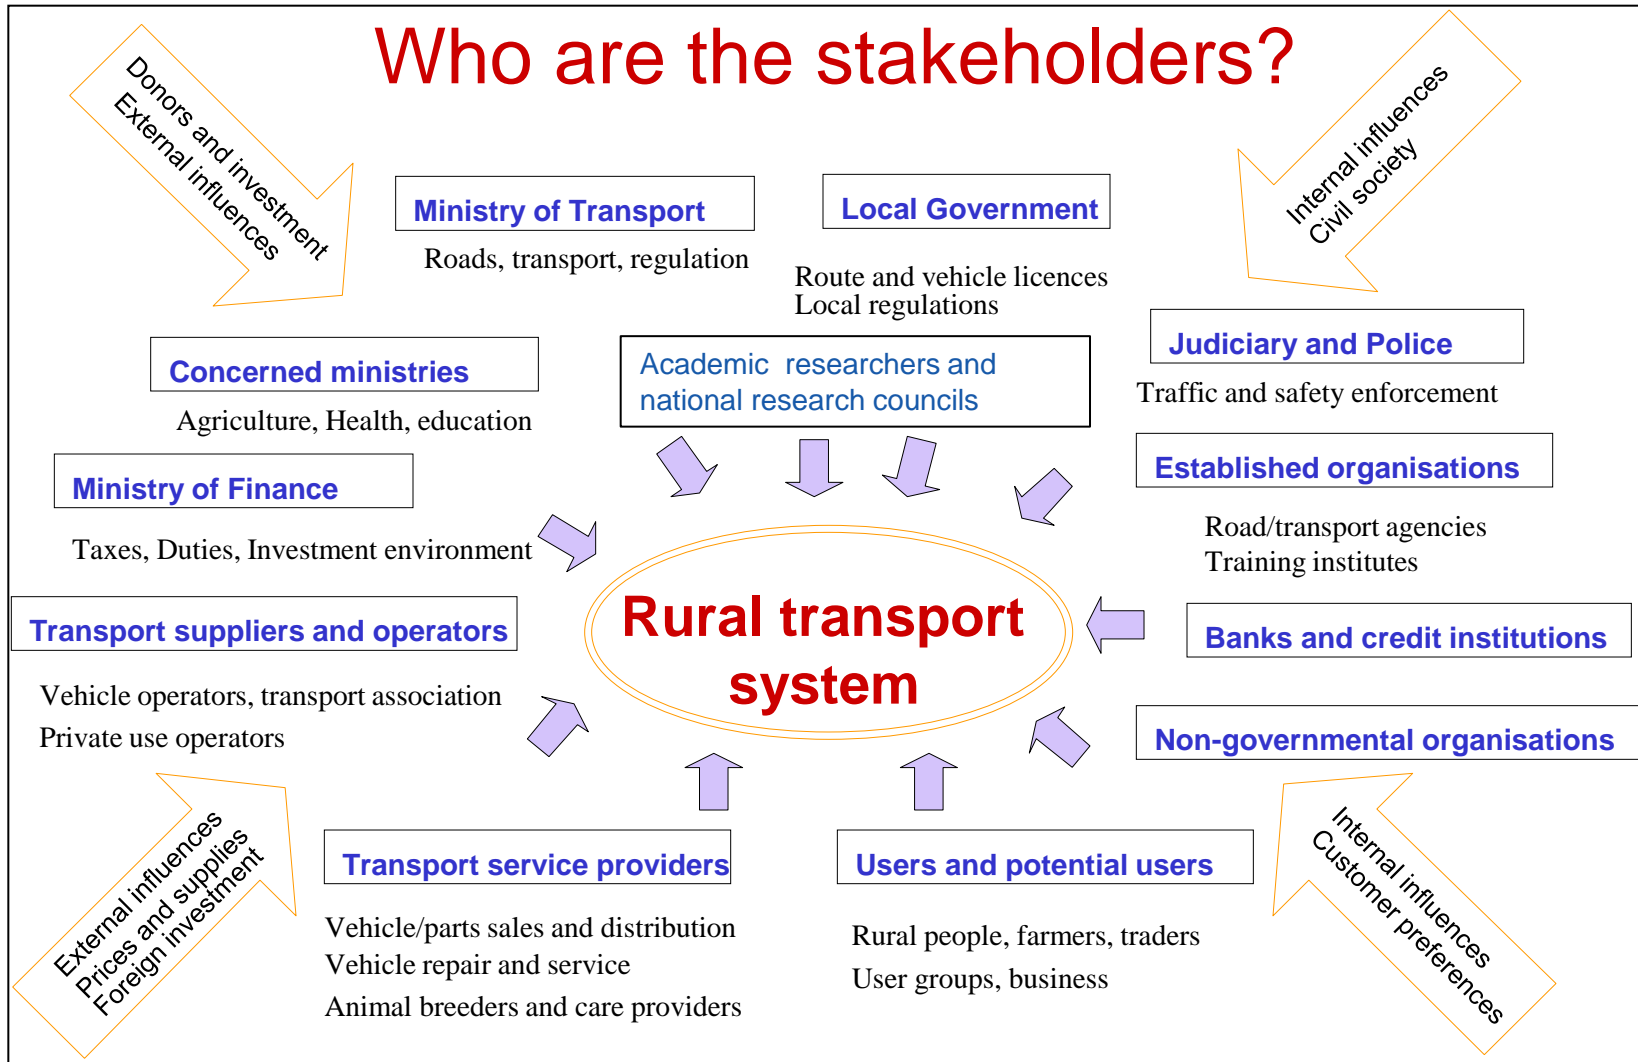 Who are the stakeholders?
Donors and investment
External influences
Internal influences
Civil society
Ministry of Transport
Roads, transport, regulation
Local Government
Route and vehicle licences
Local regulations
Concerned ministries
Agriculture, Health, education
Academic researchers and
national research councils
Judiciary and Police
Traffic and safety enforcement
Ministry of Finance
Taxes, Duties, Investment environment
Established organisations
Road/transport agencies
Training institutes
Rural transport
system
Transport suppliers and operators
Vehicle operators, transport association
Private use operators
Banks and credit institutions
Non-governmental organisations
External influences
Prices and supplies
Foreign investment
Transport service providers
Vehicle/parts sales and distribution
Vehicle repair and service
Animal breeders and care providers
Users and potential users
Rural people, farmers, traders
User groups, business
Internal influences
Customer preferences